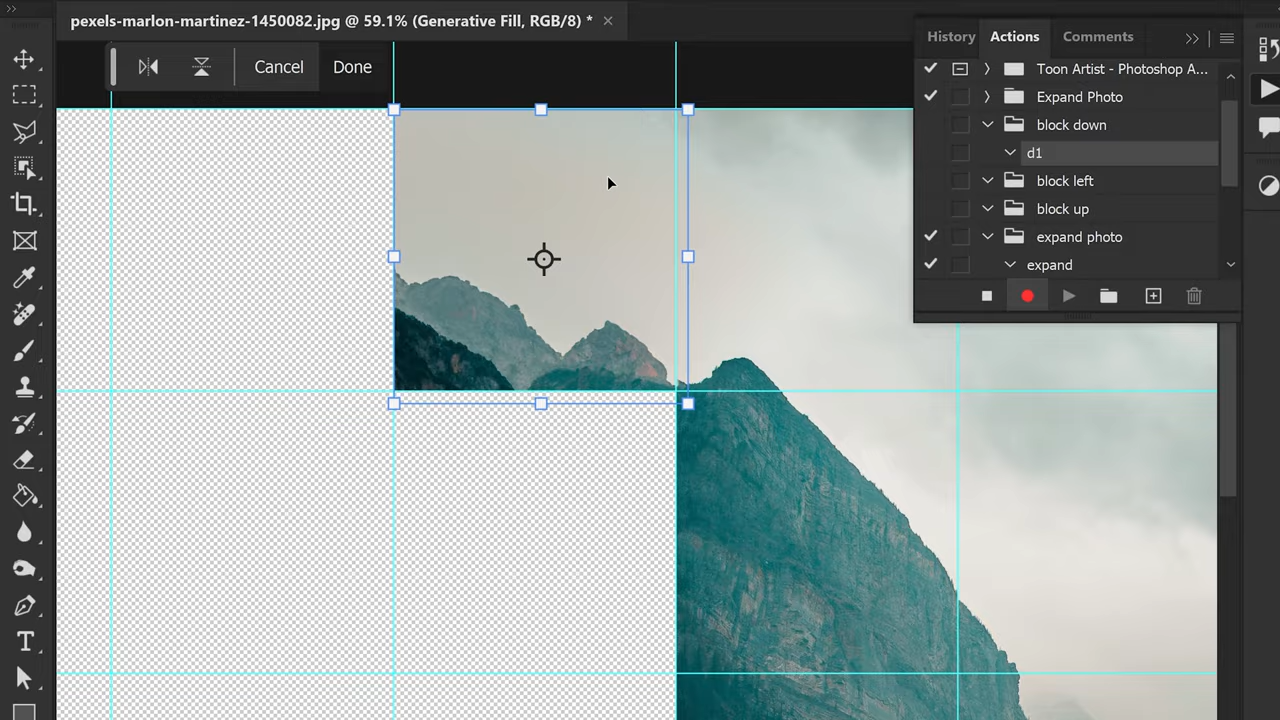 pexels-marlon-martinez-1450082.jpg @ 59.1% (Generative Fill, RGB/8) * ×
Cancel Done
History Actions Comments
Toon Artist - Photoshop A...
Expand Photo
block down
d1
block left
block up
expand photo
expand